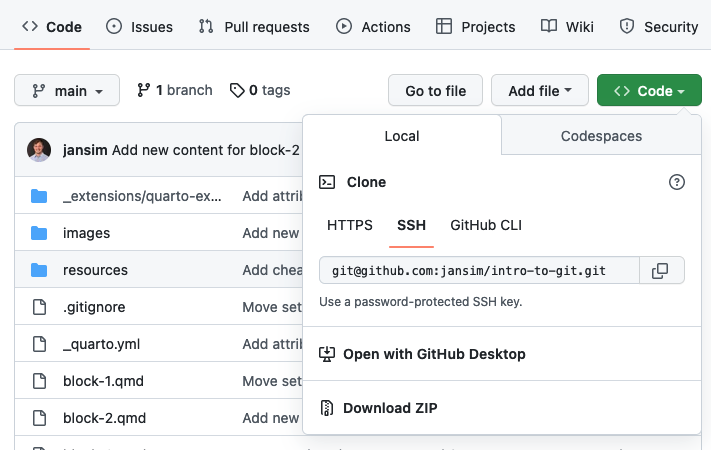 Code Issues Pull requests Actions Projects Wiki Security
main 1 branch 0 tags Go to file Add file Code
jansim Add new content for block-2
Local Codespaces
Clone
HTTPS SSH GitHub CLI
git@github.com:jansim/intro-to-git.git
Use a password-protected SSH key.
Open with GitHub Desktop
Download ZIP
_extensions/quarto-ex... Add attrib
images Add new
resources Add chea
.gitignore Move set
_quarto.yml Add attrib
block-1.qmd Move set
block-2.qmd Add new